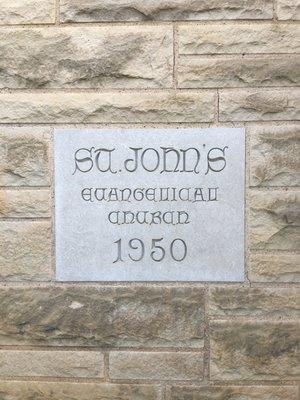 ST. JOHN'S
EVANGELICAL
CHURCH
1950